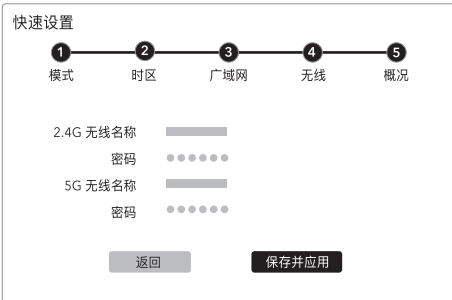 快速设置
1 2 3 4 5
模式 时区 广域网 无线 概况
2.4G 无线名称
密码
5G 无线名称
密码
返回 保存并应用